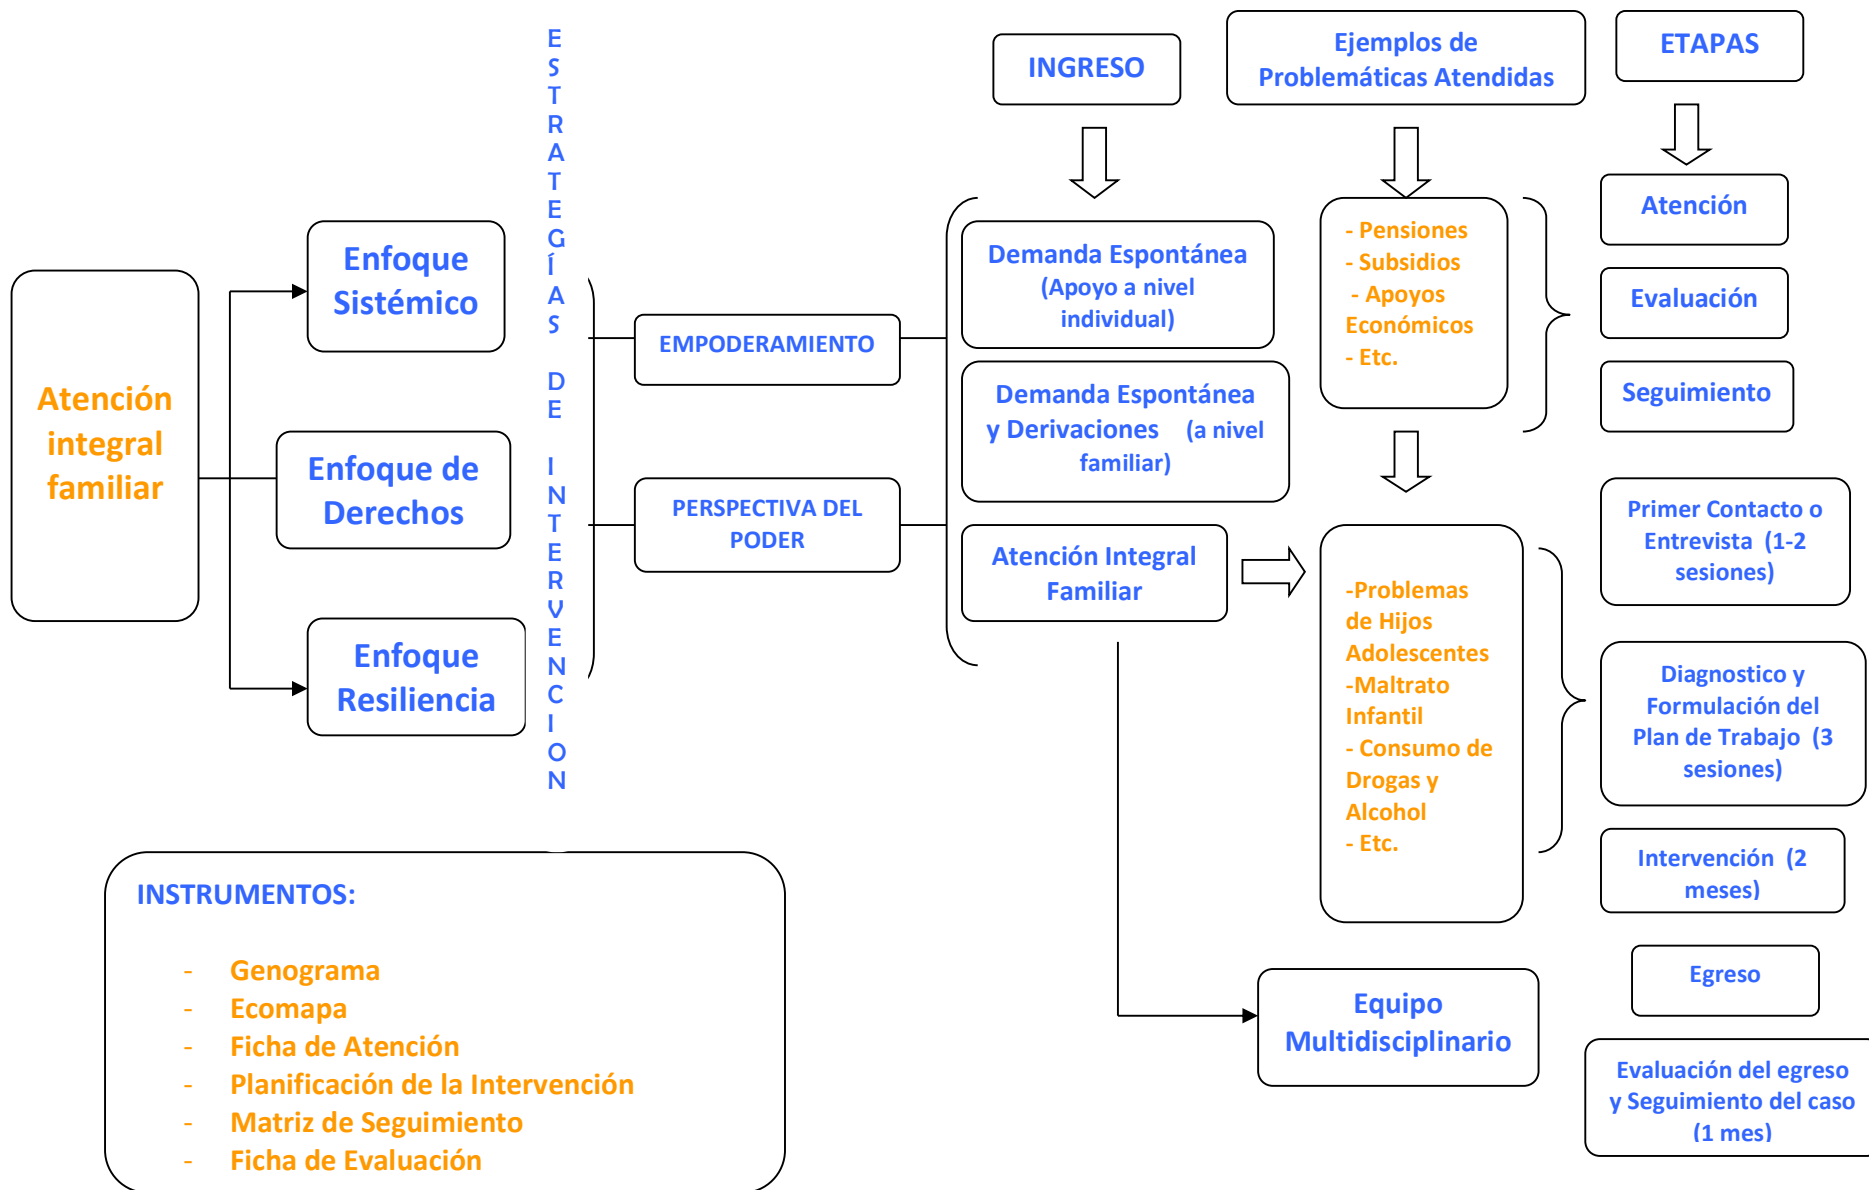 Atención
integral
familiar
Enfoque
Sistémico
Enfoque de
Derechos
Enfoque
Resiliencia
E
S
T
R
A
T
E
G
Í
A
S
D
E
I
N
T
E
R
V
E
N
C
I
O
N
EMPODERAMIENTO
PERSPECTIVA DEL
PODER
INGRESO
Demanda Espontánea
(Apoyo a nivel
individual)
Demanda Espontánea
y Derivaciones (a nivel
familiar)
Atención Integral
Familiar
Ejemplos de
Problemáticas Atendidas
- Pensiones
- Subsidios
- Apoyos
Económicos
- Etc.
-Problemas
de Hijos
Adolescentes
-Maltrato
Infantil
- Consumo de
Drogas y
Alcohol
- Etc.
Equipo
Multidisciplinario
ETAPAS
Atención
Evaluación
Seguimiento
Primer Contacto o
Entrevista (1-2
sesiones)
Diagnostico y
Formulación del
Plan de Trabajo (3
sesiones)
Intervención (2
meses)
Egreso
Evaluación del egreso
y Seguimiento del caso
(1 mes)
INSTRUMENTOS:
- Genograma
- Ecomapa
- Ficha de Atención
- Planificación de la Intervención
- Matriz de Seguimiento
- Ficha de Evaluación